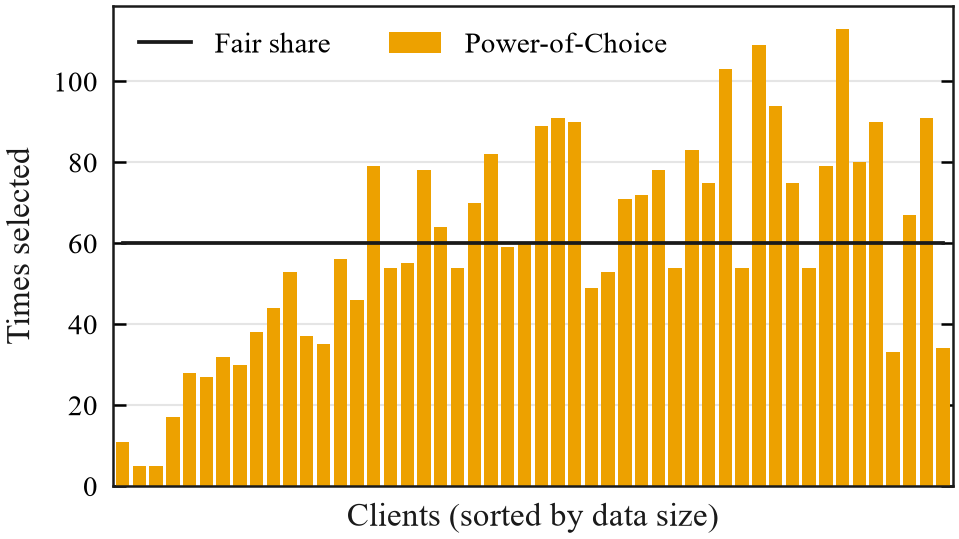 Fair share
Power-of-Choice
100
80
60
40
20
0
Times selected
Clients (sorted by data size)